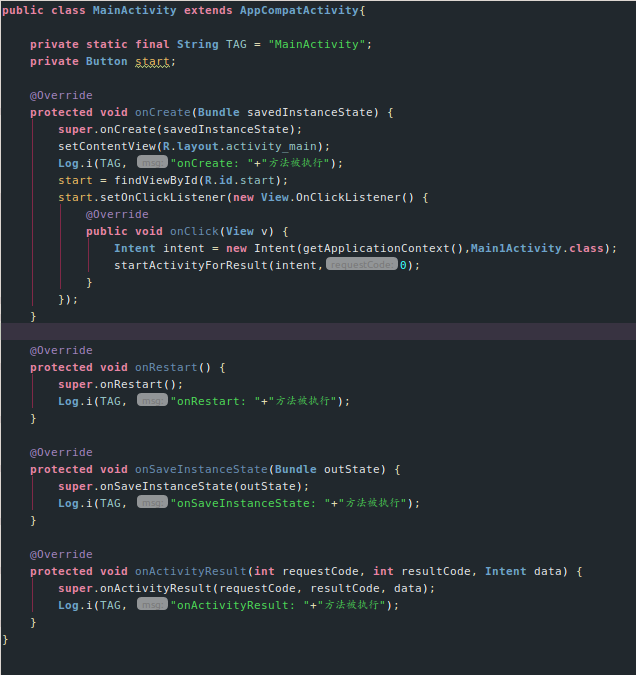 public class MainActivity extends AppCompatActivity{
private static final String TAG = "MainActivity";
private Button start;
@Override
protected void onCreate(Bundle savedInstanceState) {
super.onCreate(savedInstanceState);
setContentView(R.layout.activity_main);
Log.i(TAG, msg: "onCreate: "+"方法被执行");
start = findViewById(R.id.start);
start.setOnClickListener(new View.OnClickListener() {
@Override
public void onClick(View v) {
Intent intent = new Intent(getApplicationContext(),Main1Activity.class);
startActivityForResult(intent, requestCode: 0);
}
});
}
@Override
protected void onRestart() {
super.onRestart();
Log.i(TAG, msg: "onRestart: "+"方法被执行");
}
@Override
protected void onSaveInstanceState(Bundle outState) {
super.onSaveInstanceState(outState);
Log.i(TAG, msg: "onSaveInstanceState: "+"方法被执行");
}
@Override
protected void onActivityResult(int requestCode, int resultCode, Intent data) {
super.onActivityResult(requestCode, resultCode, data);
Log.i(TAG, msg: "onActivityResult: "+"方法被执行");
}
}